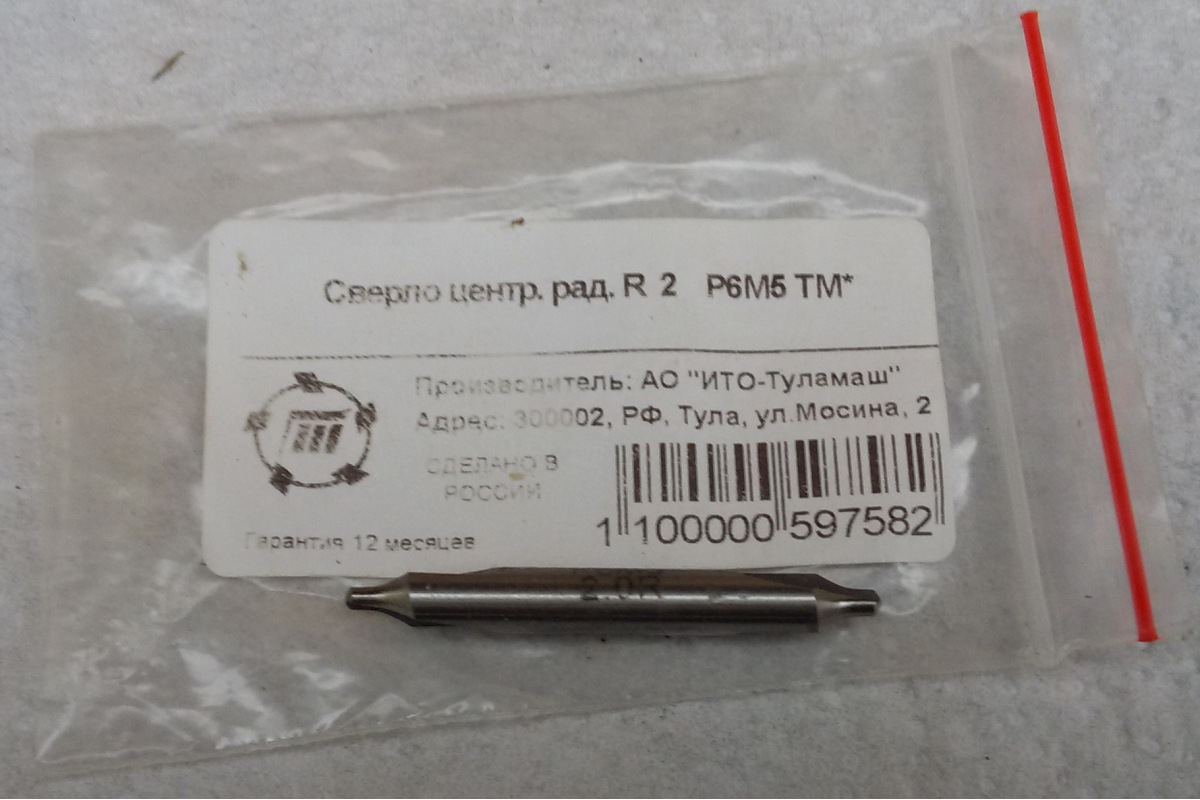 Сверло центр. рад. R 2 Р6М5 ТМ*
Производитель: АО "ИТО-Туламаш"
Адрес: 300002, РФ, Тула, ул.Мосина, 2
СДЕЛАНО В
РОССИИ
Гарантия 12 месяцев
1 100000 597582
2.0R